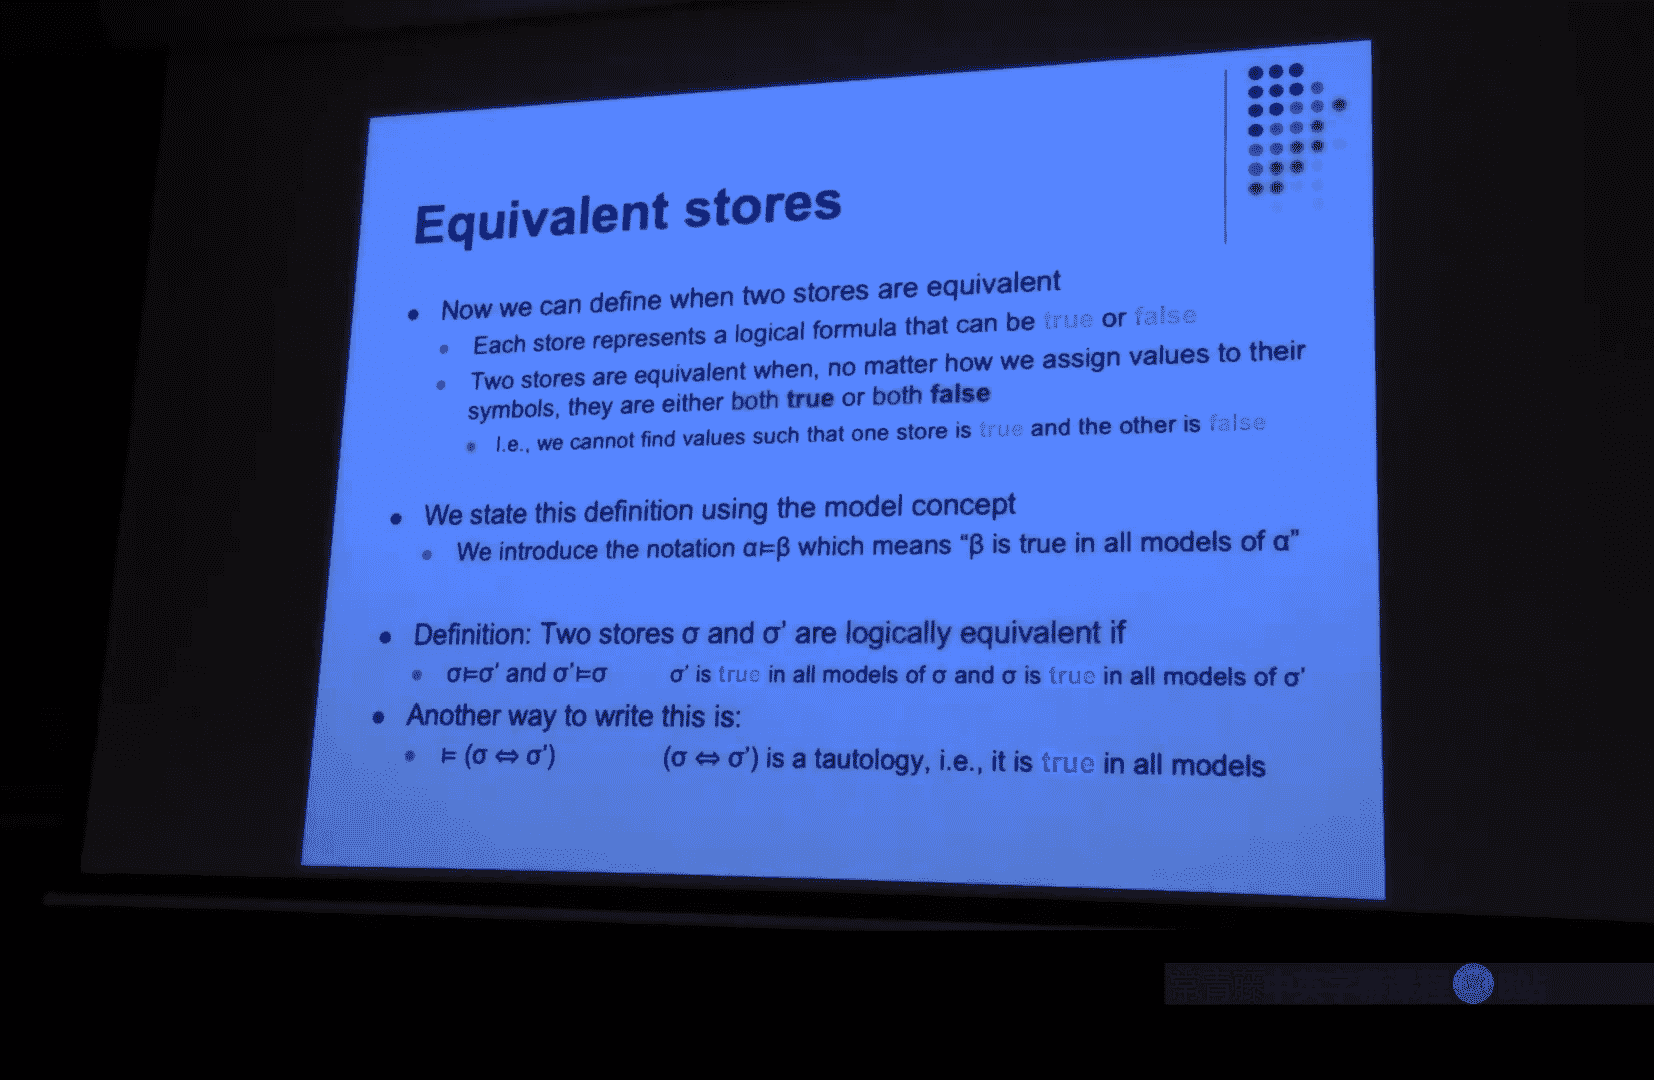 Equivalent stores
Now we can define when two stores are equivalent
Each store represents a logical formula that can be true or false
Two stores are equivalent when, no matter how we assign values to their
symbols, they are either both true or both false
I.e., we cannot find values such that one store is true and the other is false
We state this definition using the model concept
We introduce the notation α⊨β which means “β is true in all models of α”
Definition: Two stores σ and σ’ are logically equivalent if
σ⊨σ’ and σ’⊨σ σ’ is true in all models of σ and σ is true in all models of σ’
Another way to write this is:
⊨ (σ ⇔ σ’) (σ ⇔ σ’) is a tautology, i.e., it is true in all models